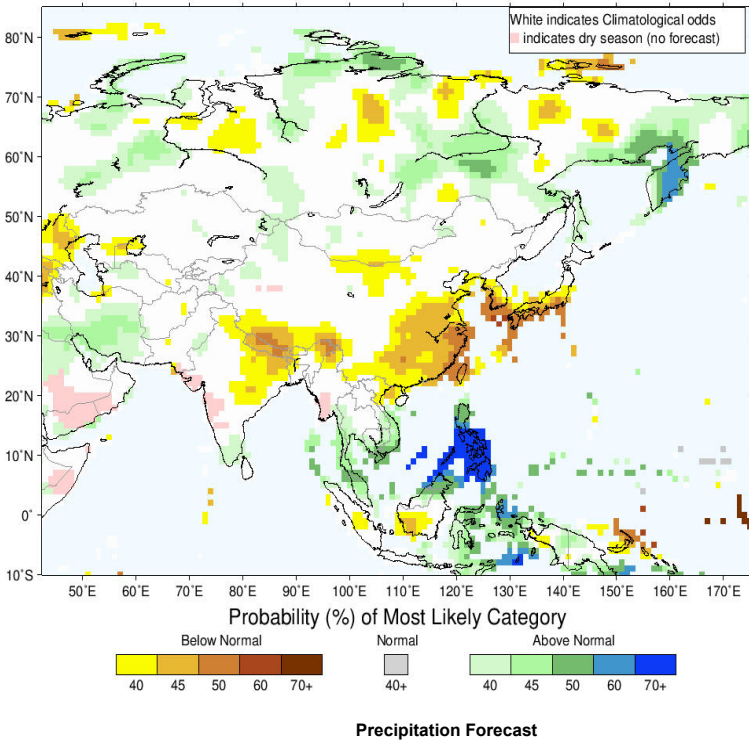 White indicates Climatological odds
indicates dry season (no forecast)
80°N
70°N
60°N
50°N
40°N
30°N
20°N
10°N
0°
10°S
50°E
60°E
70°E
80°E
90°E
100°E
110°E
120°E
130°E
140°E
150°E
160°E
170°E
Probability (%) of Most Likely Category
Below Normal Normal Above Normal
40 45 50 60 70+ 40+ 40 45 50 60 70+
Precipitation Forecast